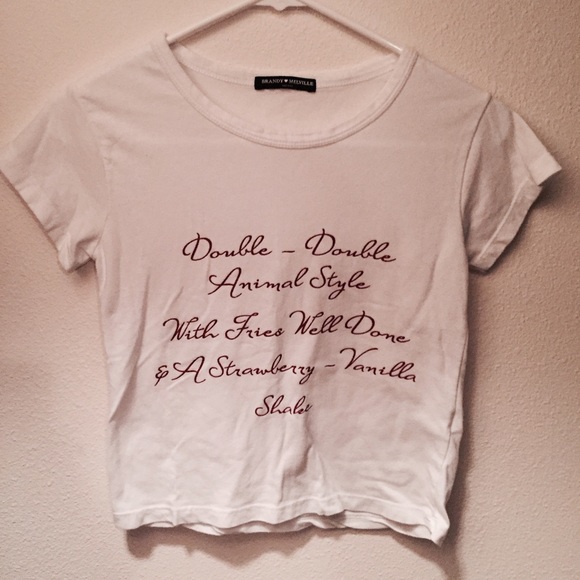 BRANDY ♥ MELVILLE
Double - Double
Animal Style
With Fries Well Done
& A Strawberry - Vanilla
Shake